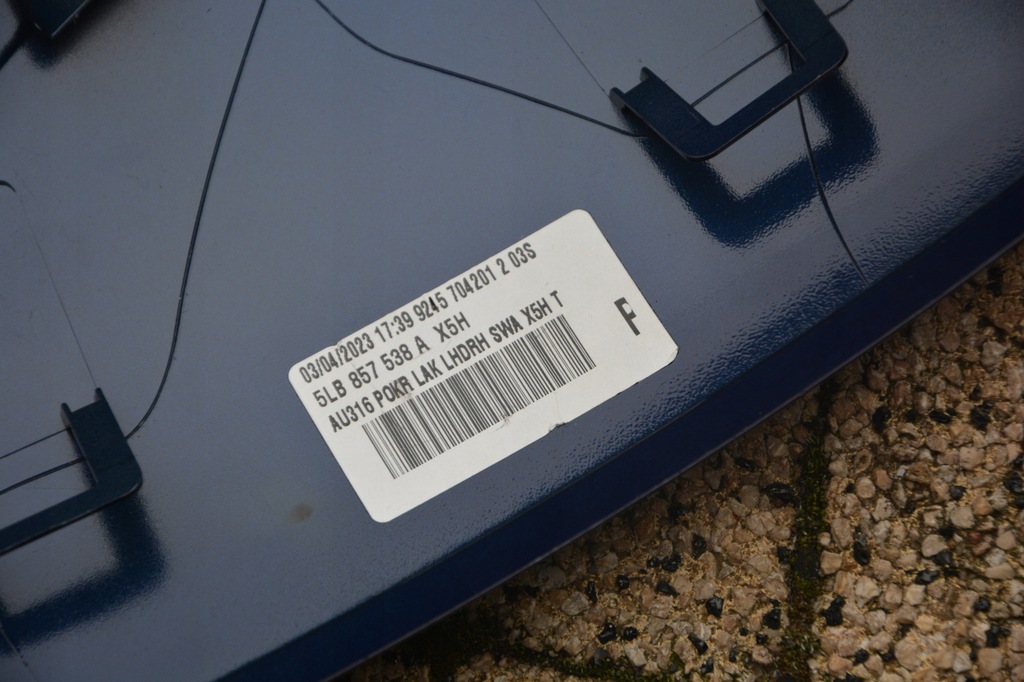 03/04/2023 17:39 9245 704201 2 03S
5LB 857 538 A X5H
AU316 POKR LAK LHDRH SWA X5H T
F